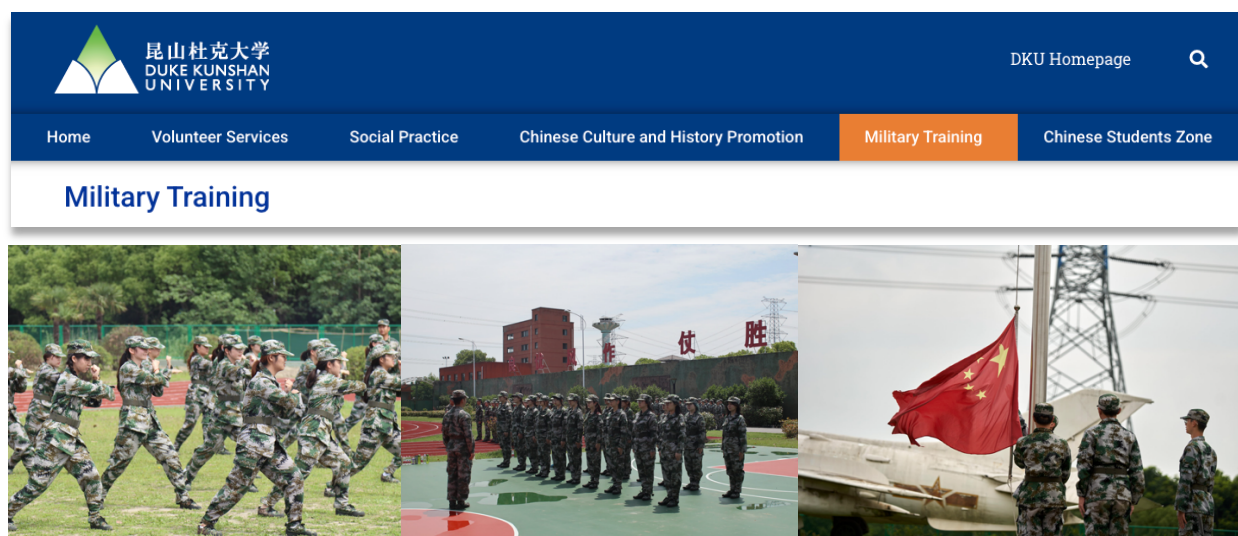 昆山杜克大学
DUKE KUNSHAN
UNIVERSITY
DKU Homepage
Home
Volunteer Services
Social Practice
Chinese Culture and History Promotion
Military Training
Chinese Students Zone
Military Training
作 仗 胜